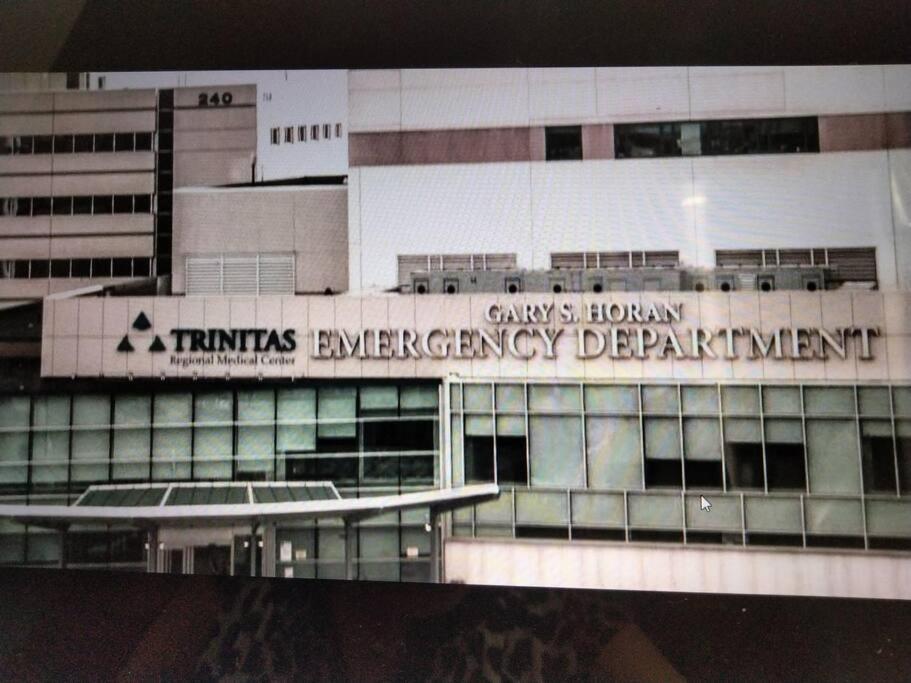 240
TRINITAS
Regional Medical Center
GARY S. HORAN
EMERGENCY DEPARTMENT